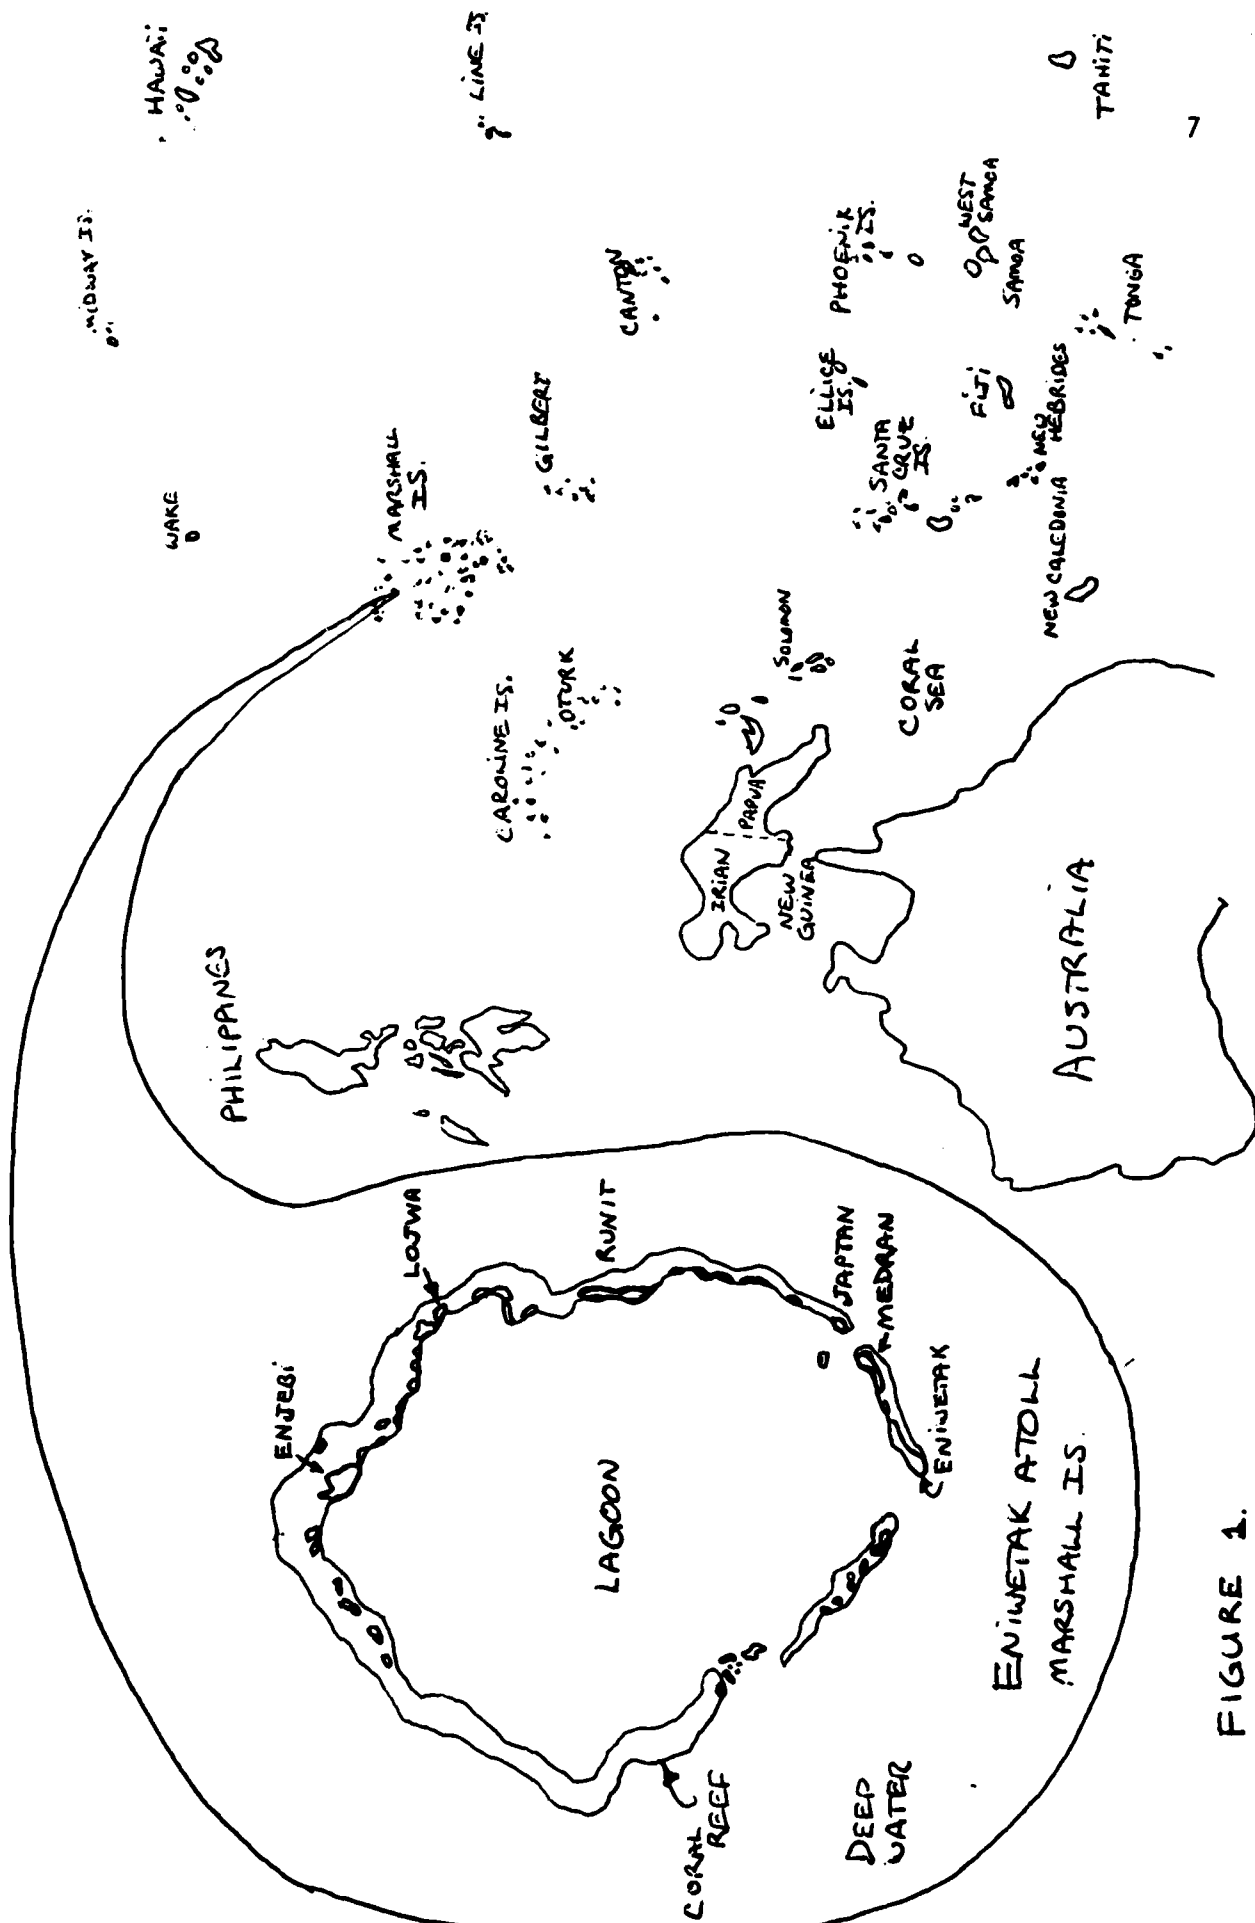 HAWAII
MIDWAY IS.
LINE IS.
WAKE
MARSHALL
IS.
GILBERT
CANTON
CAROLINE IS.
OTURK
PHILIPPINES
PHOENIX
IS.
ELLICE
IS.
SANTA
CRUZ
IS.
SOLOMON
WEST
SAMOA
SAMOA
FIJI
NEW
HEBRIDES
TONGA
TAHITI
NEW CALEDONIA
CORAL
SEA
IRIAN
PAPUA
NEW
GUINEA
AUSTRALIA
ENJEBI
LOJWA
RUNIT
LAGOON
JAPTAN
MEDRAN
ENIWETAK
CORAL
REEF
DEEP
WATER
ENIWETAK ATOLL
MARSHALL IS.
FIGURE 1.
7